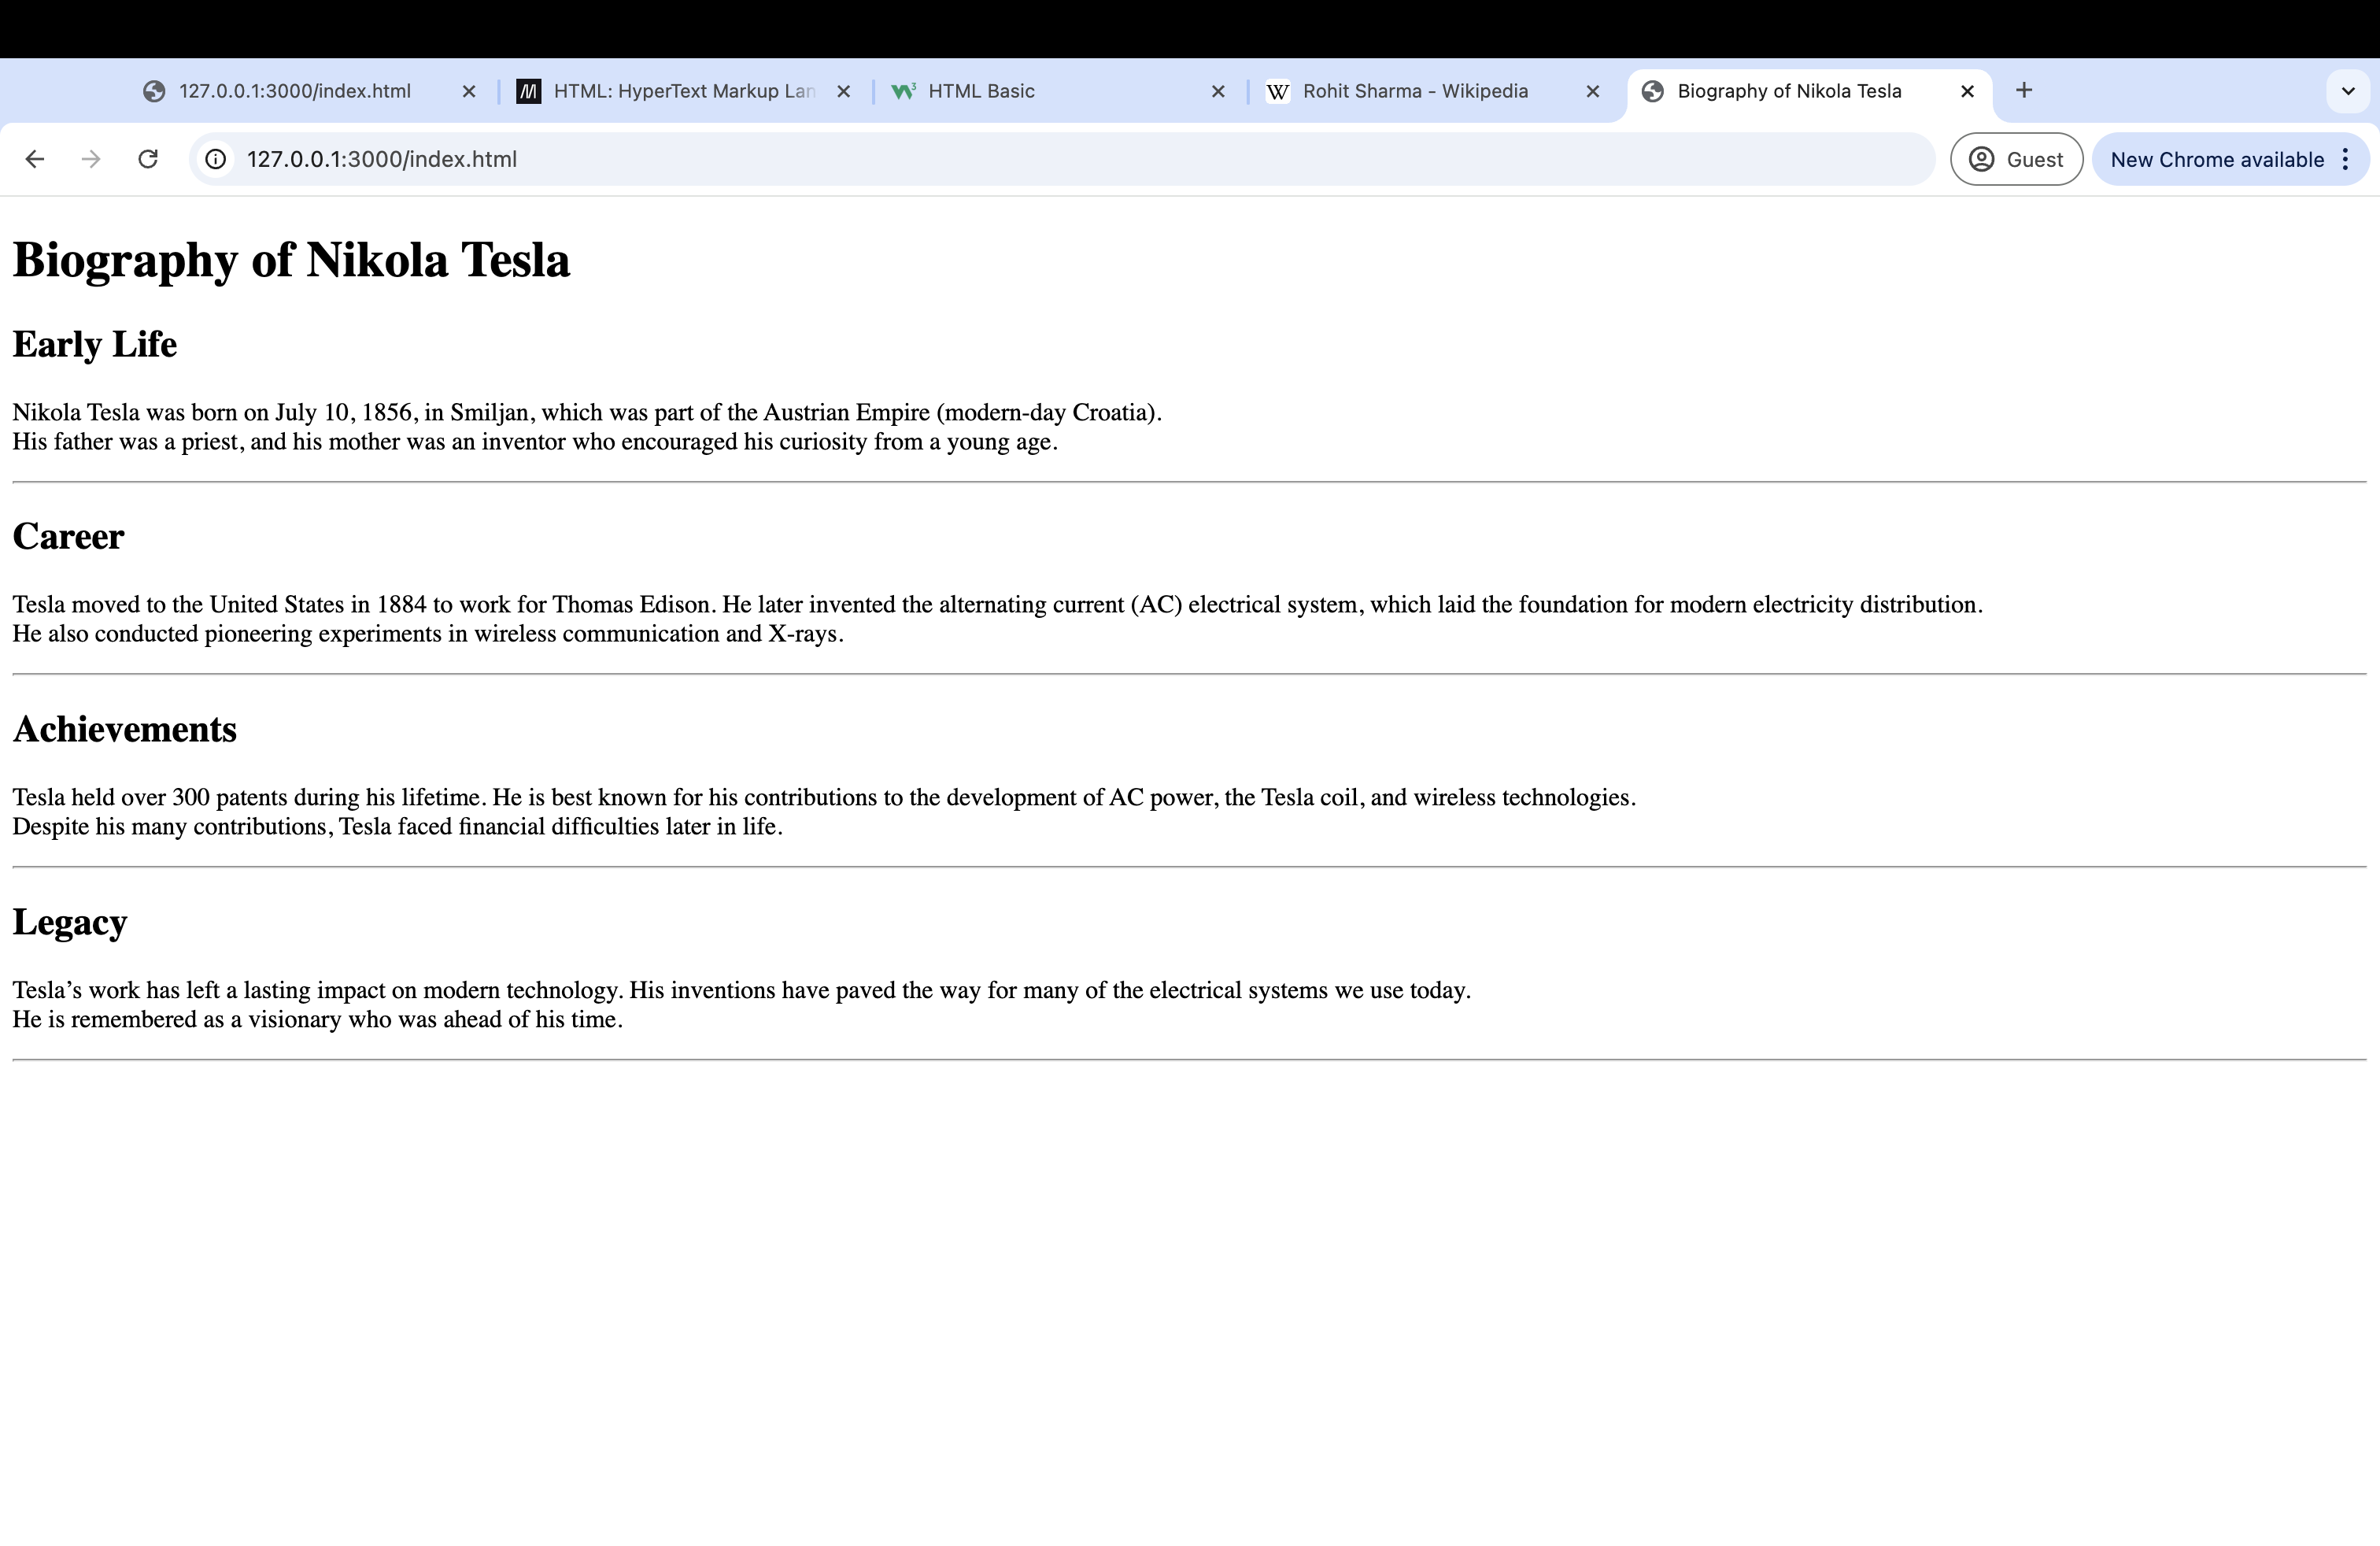 127.0.0.1:3000/index.html
HTML: HyperText Markup Lan
HTML Basic
Rohit Sharma - Wikipedia
Biography of Nikola Tesla
127.0.0.1:3000/index.html
Guest
New Chrome available
Biography of Nikola Tesla
Early Life
Nikola Tesla was born on July 10, 1856, in Smiljan, which was part of the Austrian Empire (modern-day Croatia).
His father was a priest, and his mother was an inventor who encouraged his curiosity from a young age.
Career
Tesla moved to the United States in 1884 to work for Thomas Edison. He later invented the alternating current (AC) electrical system, which laid the foundation for modern electricity distribution.
He also conducted pioneering experiments in wireless communication and X-rays.
Achievements
Tesla held over 300 patents during his lifetime. He is best known for his contributions to the development of AC power, the Tesla coil, and wireless technologies.
Despite his many contributions, Tesla faced financial difficulties later in life.
Legacy
Tesla’s work has left a lasting impact on modern technology. His inventions have paved the way for many of the electrical systems we use today.
He is remembered as a visionary who was ahead of his time.